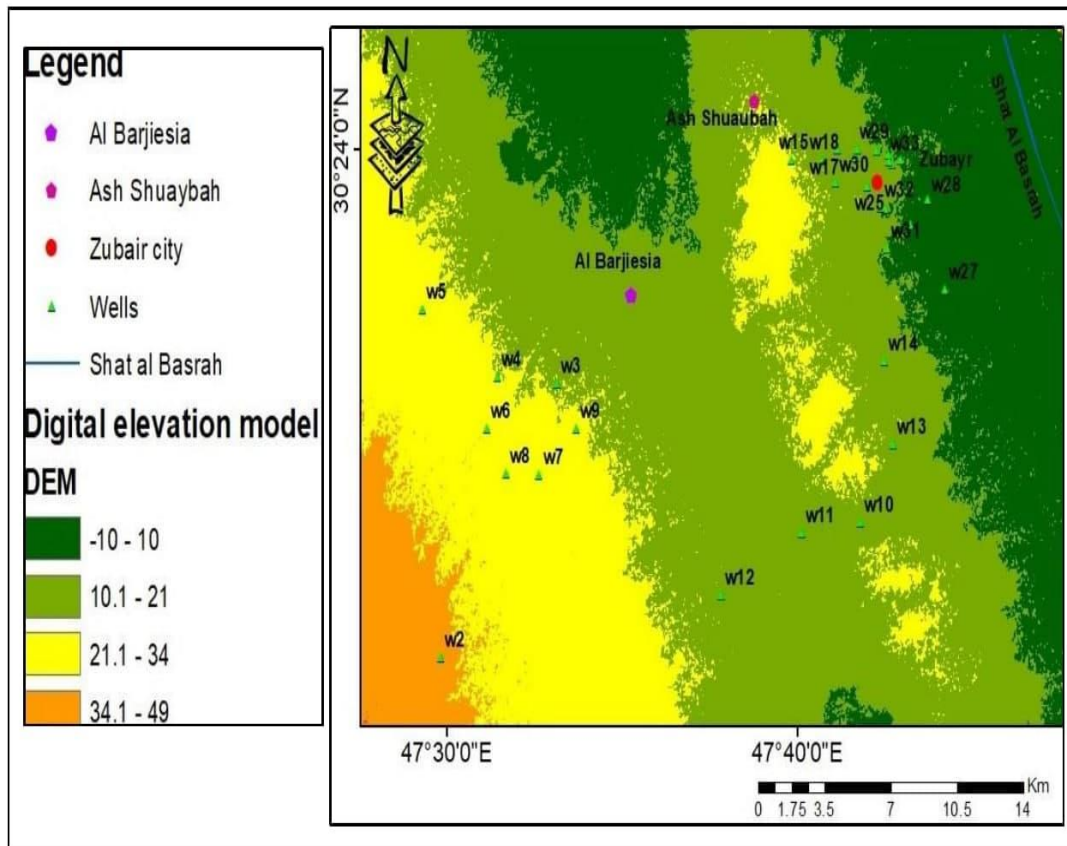 Legend
Al Barjiesia
Ash Shuaybah
Zubair city
Wells
Shat al Basrah
Digital elevation model
DEM
-10 - 10
10.1 - 21
21.1 - 34
34.1 - 49
N
30°24'0"N
Ash Shuaubah
Shat Al Basrah
w29
w15 w18 w33
w17 w30 Zubayr
w32 w28
w25
w31
Al Barjiesia
w27
w5
w14
w4 w3
w6 w9
w13
w8 w7
w10
w11
w12
w2
47°30'0"E 47°40'0"E
Km
0 1.75 3.5 7 10.5 14